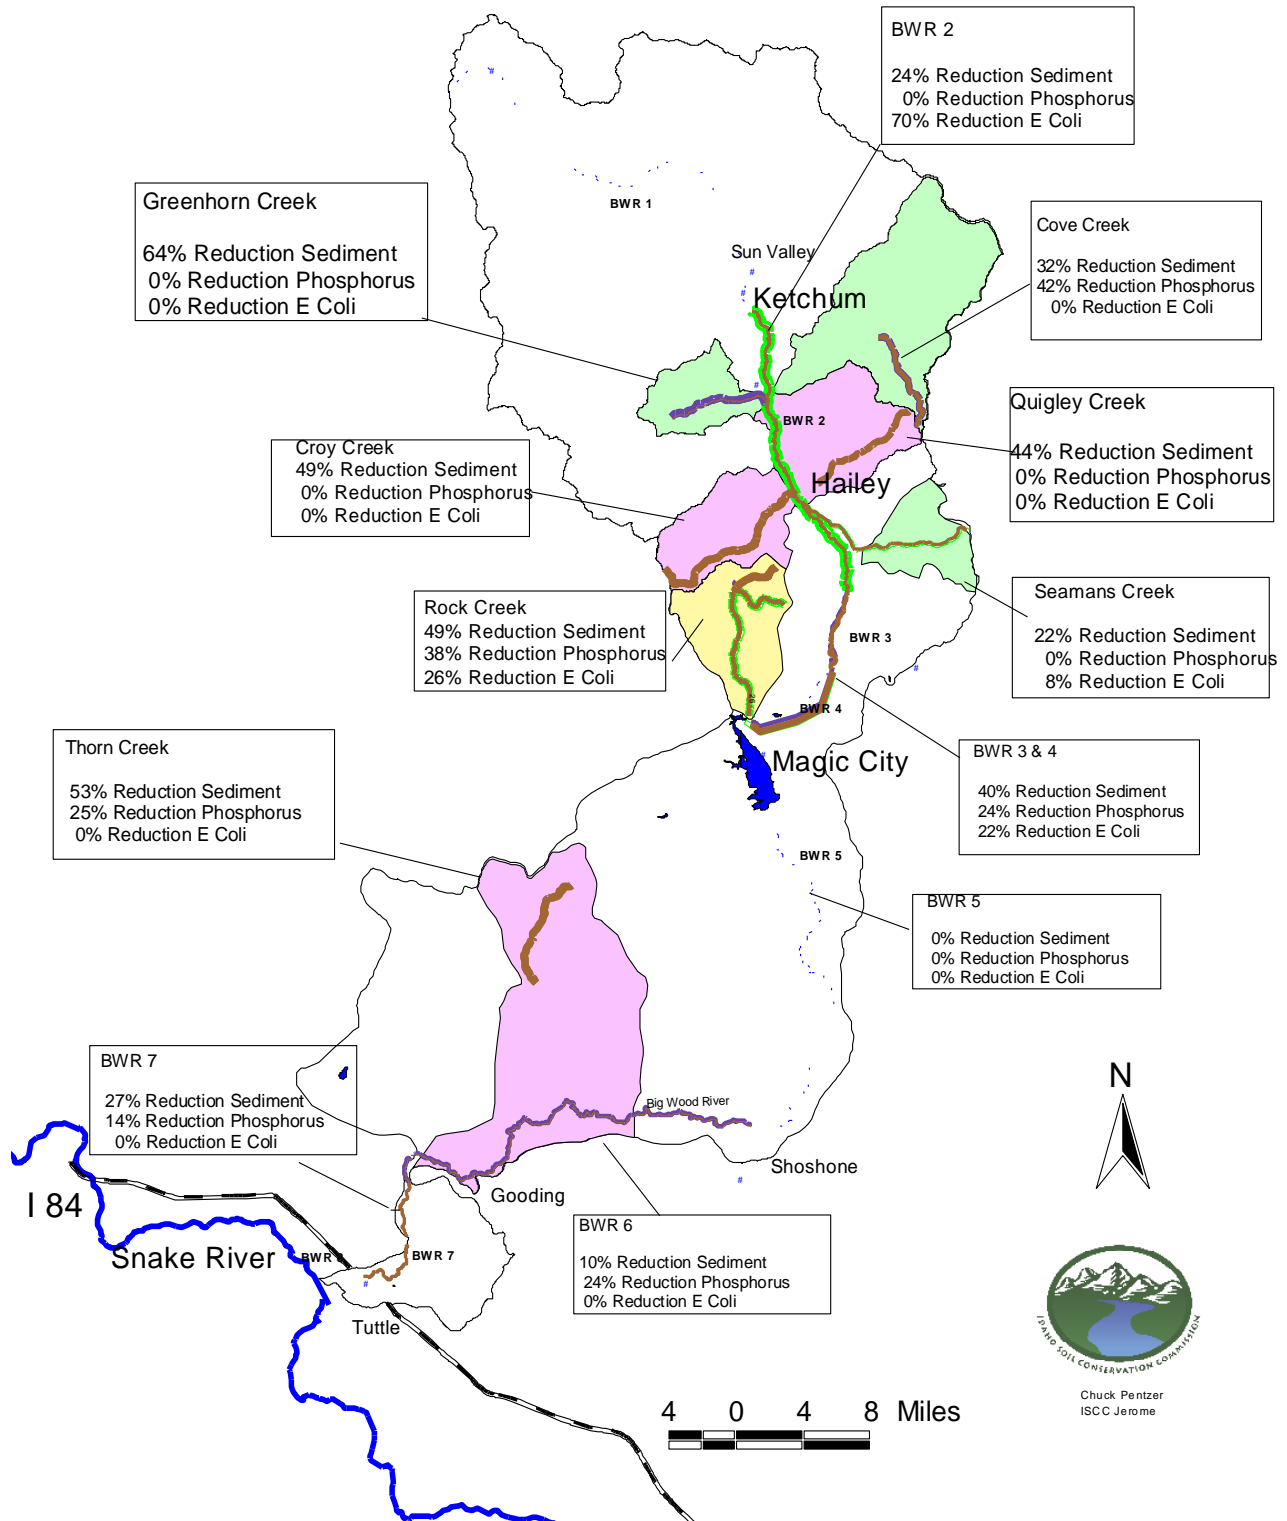 BWR 2
24% Reduction Sediment
0% Reduction Phosphorus
70% Reduction E Coli
BWR 1
Greenhorn Creek
64% Reduction Sediment
0% Reduction Phosphorus
0% Reduction E Coli
Cove Creek
32% Reduction Sediment
42% Reduction Phosphorus
0% Reduction E Coli
Sun Valley
Ketchum
BWR 2
Quigley Creek
44% Reduction Sediment
0% Reduction Phosphorus
0% Reduction E Coli
Croy Creek
49% Reduction Sediment
0% Reduction Phosphorus
0% Reduction E Coli
Hailey
Rock Creek
49% Reduction Sediment
38% Reduction Phosphorus
26% Reduction E Coli
Seamans Creek
22% Reduction Sediment
0% Reduction Phosphorus
8% Reduction E Coli
BWR 3
BWR 4
Magic City
Thorn Creek
53% Reduction Sediment
25% Reduction Phosphorus
0% Reduction E Coli
BWR 3 & 4
40% Reduction Sediment
24% Reduction Phosphorus
22% Reduction E Coli
BWR 5
BWR 5
0% Reduction Sediment
0% Reduction Phosphorus
0% Reduction E Coli
BWR 7
27% Reduction Sediment
14% Reduction Phosphorus
0% Reduction E Coli
Big Wood River
N
Shoshone
Gooding
I 84
Snake River
BWR
BWR 7
BWR 6
10% Reduction Sediment
24% Reduction Phosphorus
0% Reduction E Coli
Tuttle
IDAHO SOIL CONSERVATION COMMISSION
Chuck Pentzer
ISCC Jerome
4 0 4 8 Miles